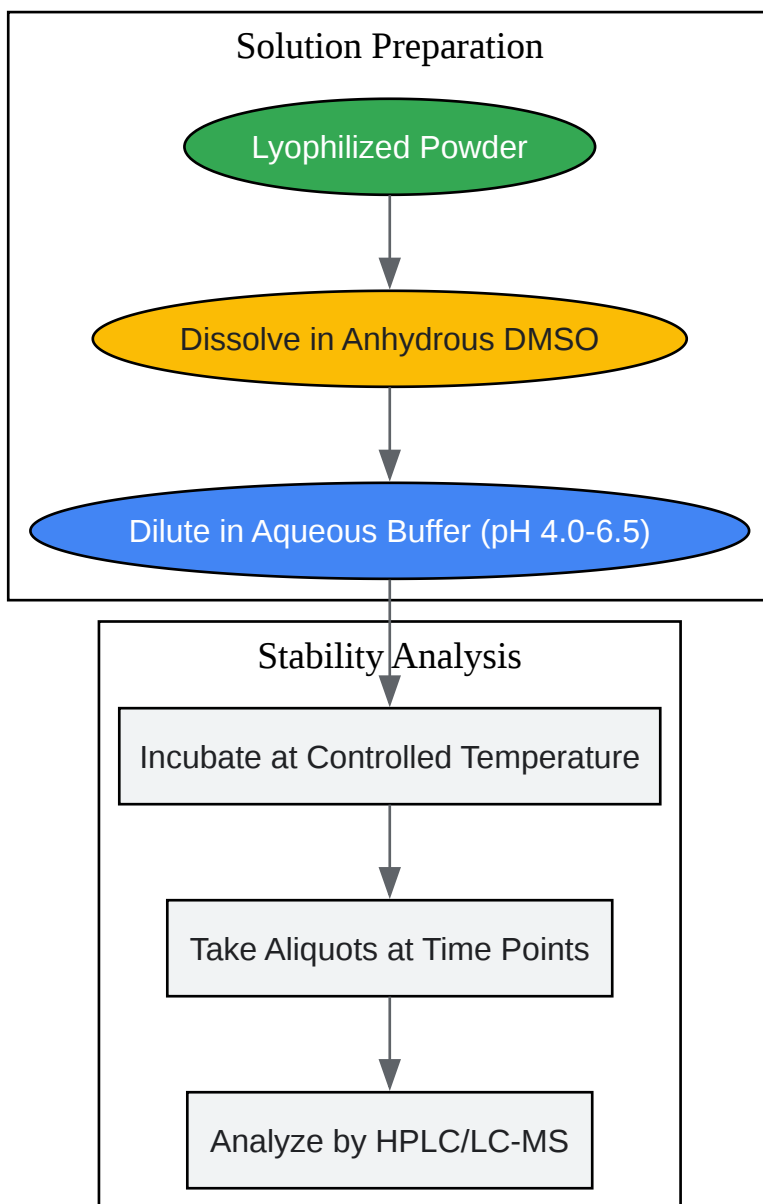 Solution Preparation
Lyophilized Powder
Dissolve in Anhydrous DMSO
Dilute in Aqueous Buffer (pH 4.0-6.5)
Stability Analysis
Incubate at Controlled Temperature
Take Aliquots at Time Points
Analyze by HPLC/LC-MS